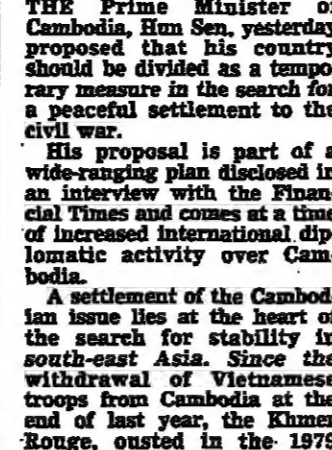 THE Prime Minister of
Cambodia, Hun Sen, yesterday
proposed that his country
should be divided as a tempo
rary measure in the search for
a peaceful settlement to the
civil war.
His proposal is part of a
wide-ranging plan disclosed in
an interview with the Finan
cial Times and comes at a time
of increased international dip
lomatic activity over Cam
bodia.
A settlement of the Cambod
ian issue lies at the heart of
the search for stability in
south-east Asia. Since the
withdrawal of Vietnamese
troops from Cambodia at the
end of last year, the Khmer
Rouge, ousted in the 1979